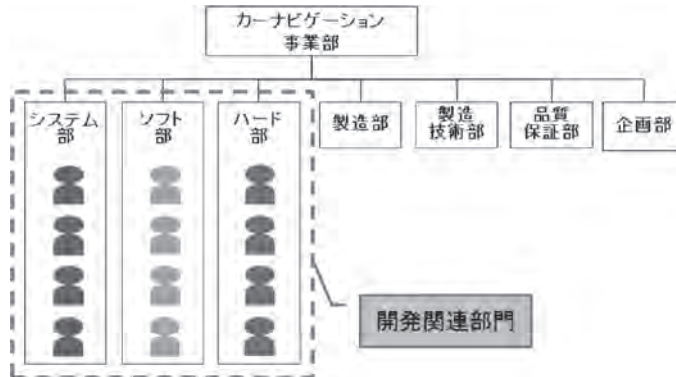 カーナビゲーション
事業部
システム
部
ソフト
部
ハード
部
製造部
製造
技術部
品質
保証部
企画部
開発関連部門